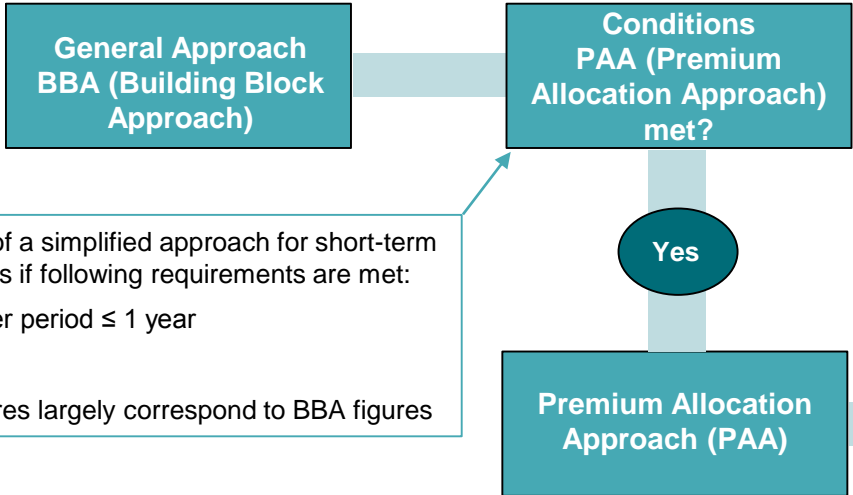 General Approach
BBA (Building Block
Approach)
Conditions
PAA (Premium
Allocation Approach)
met?
of a simplified approach for short-term
s if following requirements are met:
er period ≤ 1 year
res largely correspond to BBA figures
Yes
Premium Allocation
Approach (PAA)